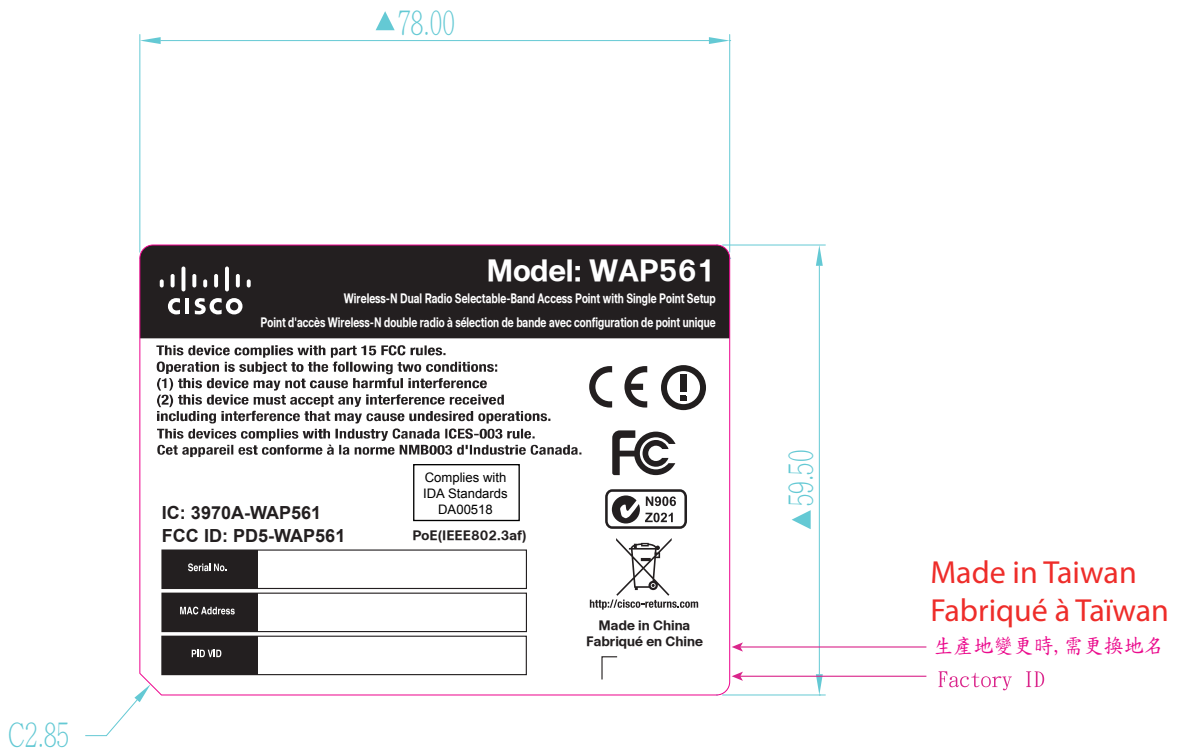 ▲78.00
CISCO
Model: WAP561
Wireless-N Dual Radio Selectable-Band Access Point with Single Point Setup
Point d'accès Wireless-N double radio à sélection de bande avec configuration de point unique
This device complies with part 15 FCC rules.
Operation is subject to the following two conditions:
(1) this device may not cause harmful interference
(2) this device must accept any interference received
including interference that may cause undesired operations.
This devices complies with Industry Canada ICES-003 rule.
Cet appareil est conforme à la norme NMB003 d'Industrie Canada.
CE
FC
Complies with
IDA Standards
DA00518
N906
Z021
IC: 3970A-WAP561
FCC ID: PD5-WAP561
PoE(IEEE802.3af)
Serial No.
MAC Address
PID VID
http://cisco-returns.com
Made in China
Fabriqué en Chine
▲59.50
Made in Taiwan
Fabriqué à Taïwan
生產地變更時,需更換地名
Factory ID
C2.85